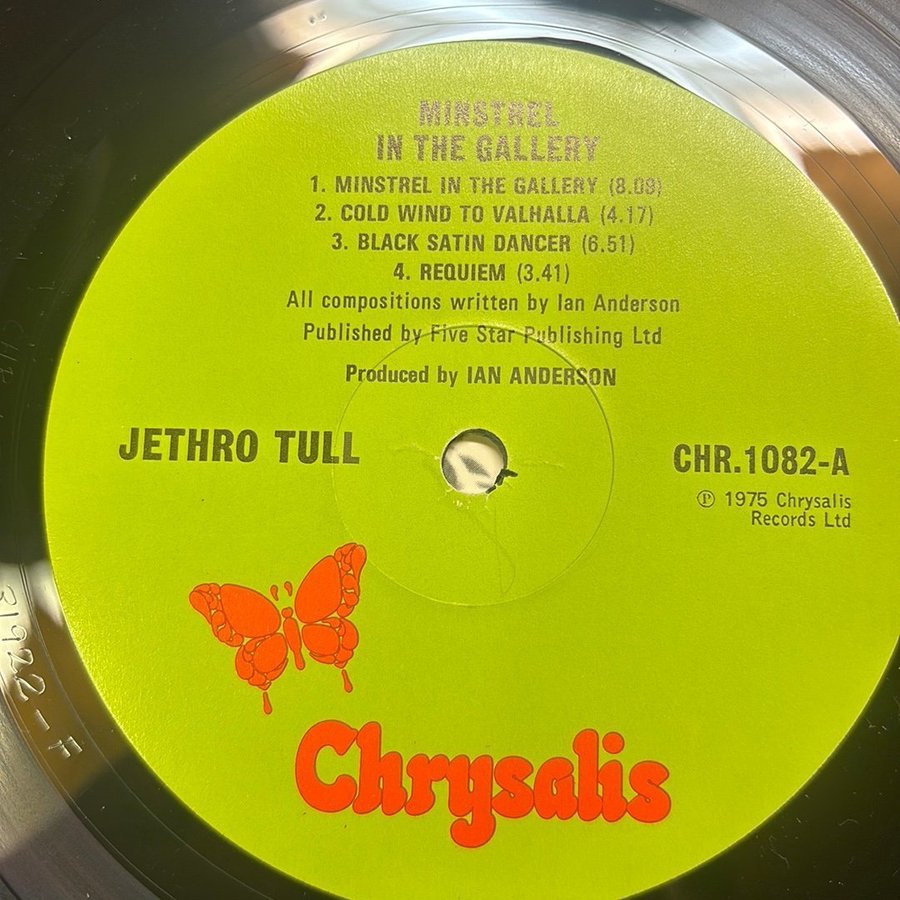 MINSTREL
IN THE GALLERY
1. MINSTREL IN THE GALLERY (8.09)
2. COLD WIND TO VALHALLA (4.17)
3. BLACK SATIN DANCER (6.51)
4. REQUIEM (3.41)
All compositions written by Ian Anderson
Published by Five Star Publishing Ltd
Produced by IAN ANDERSON
JETHRO TULL
CHR.1082-A
℗ 1975 Chrysalis
Records Ltd
31922-F
Chrysalis